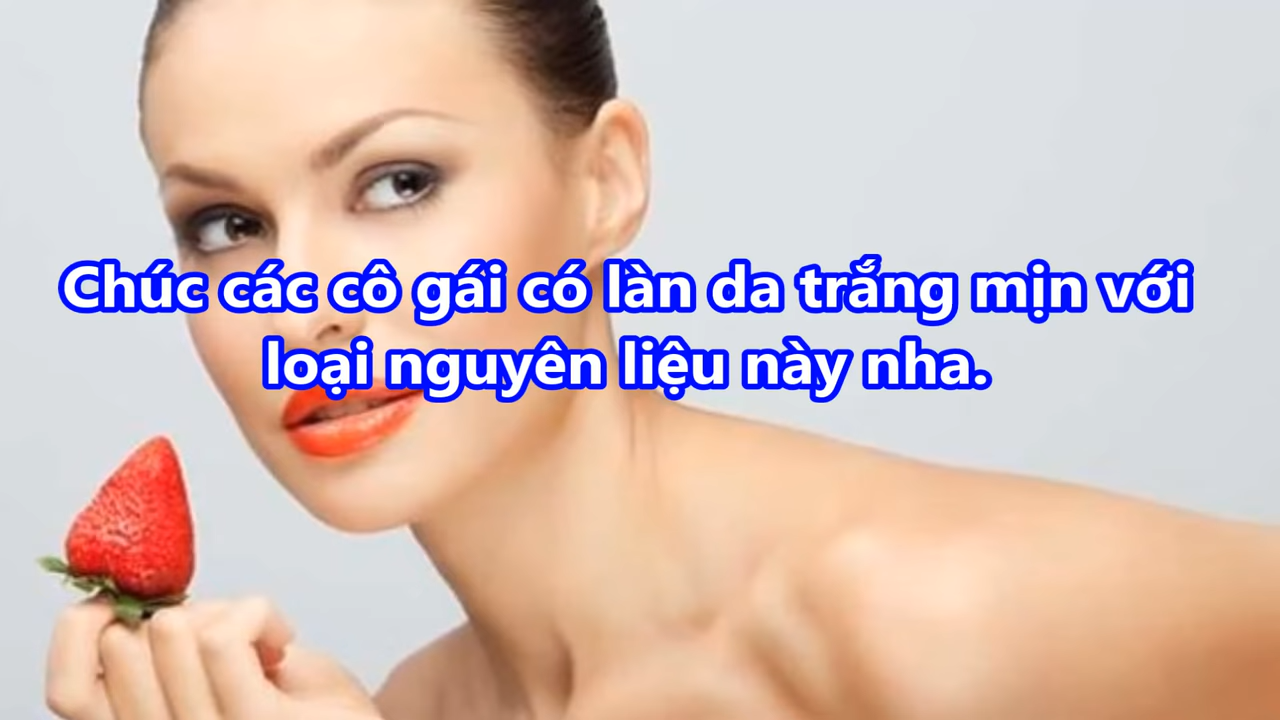 Chúc các cô gái có làn da trắng mịn với
loại nguyên liệu này nha.